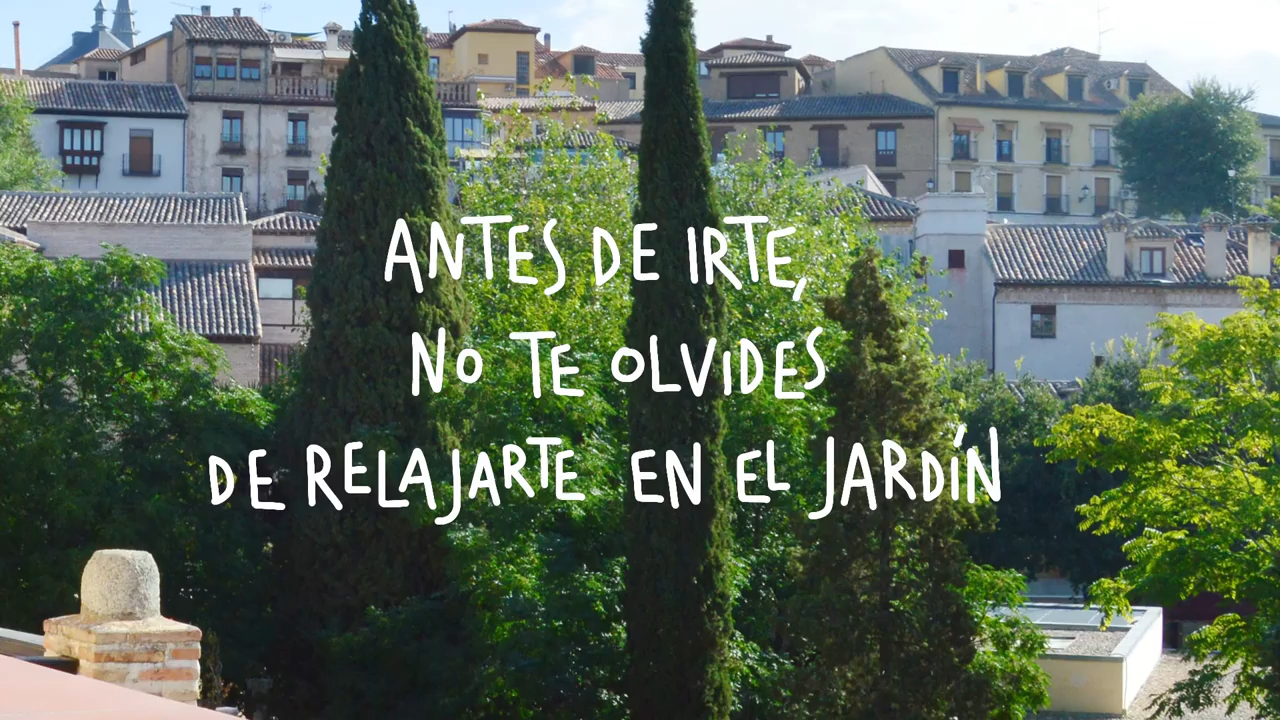 ANTES DE IRTE,
NO TE OLVIDES
DE RELAJARTE EN EL JARDÍN